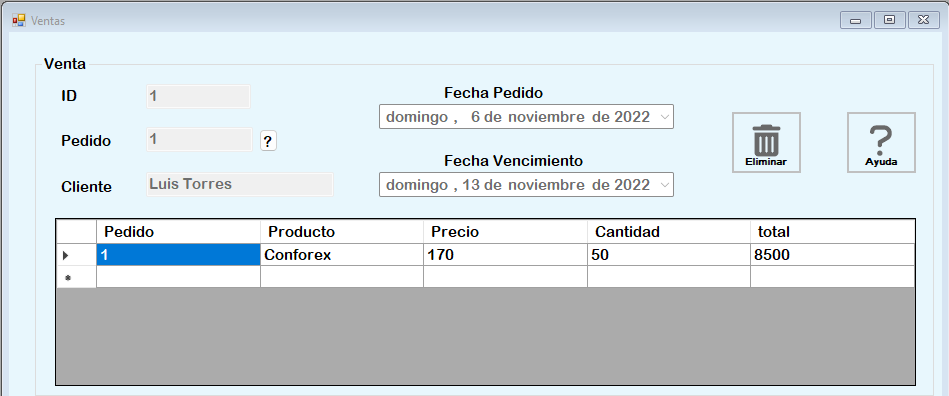 Ventas
Venta
ID 1
Fecha Pedido
domingo , 6 de noviembre de 2022
Pedido 1 ?
Fecha Vencimiento
Cliente Luis Torres
domingo , 13 de noviembre de 2022
Eliminar
Ayuda
Pedido Producto Precio Cantidad total
1 Conforex 170 50 8500